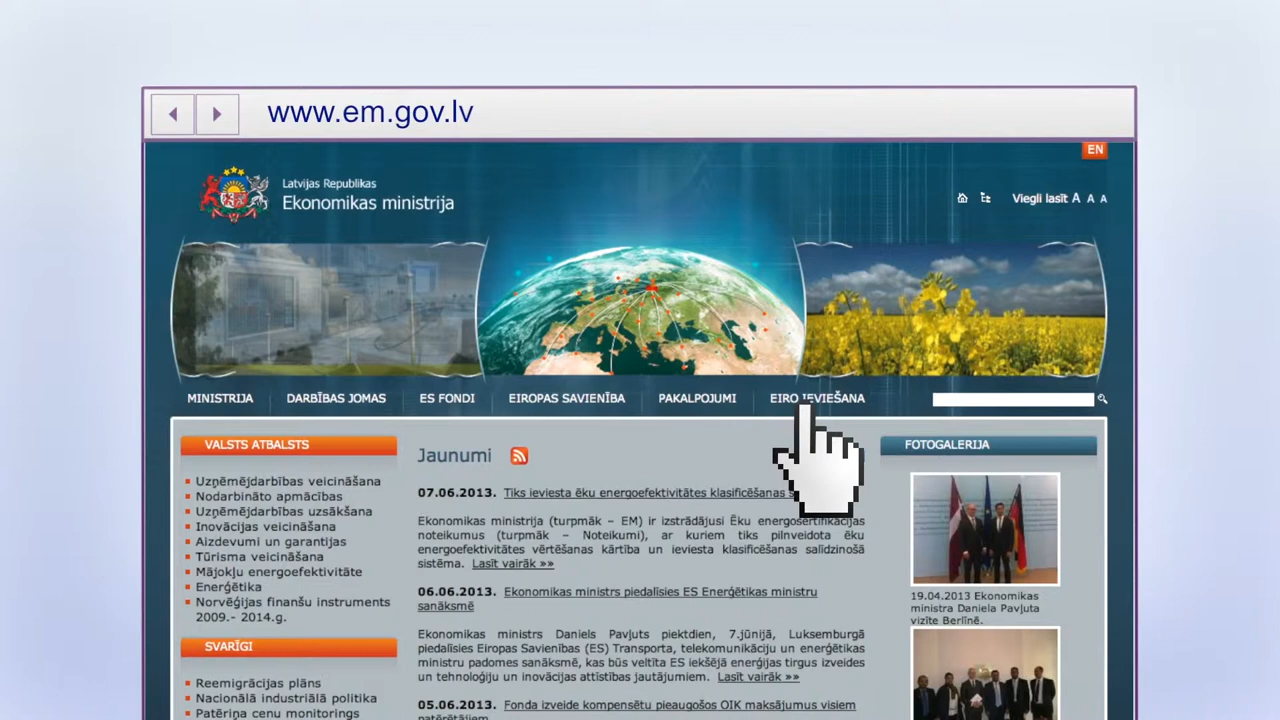 www.em.gov.lv
EN
Latvijas Republikas
Ekonomikas ministrija
Viegli lasīt A A A
MINISTRIJA
DARBĪBAS JOMAS
ES FONDI
EIROPAS SAVIENĪBA
PAKALPOJUMI
EIRO IEVIEŠANA
VALSTS ATBALSTS
Uzņēmējdarbības veicināšana
Nodarbināto apmācības
Uzņēmējdarbības uzsākšana
Inovācijas veicināšana
Aizdevumi un garantijas
Tūrisma veicināšana
Mājokļu energoefektivitāte
Enerģētika
Norvēģijas finanšu instruments
2009.- 2014.g.
SVARĪGI
Reemigrācijas plāns
Nacionālā industriālā politika
Patēriņa cenu monitorings
Jaunumi
07.06.2013. Tiks ieviesta ēku energoefektivitātes klasificēšanas
Ekonomikas ministrija (turpmāk – EM) ir izstrādājusi Ēku energosertifikācijas
noteikumus (turpmāk – Noteikumi), ar kuriem tiks pilnveidota ēku
energoefektivitātes vērtēšanas kārtība un ieviesta klasificēšanas salīdzinošā
sistēma. Lasīt vairāk »»
06.06.2013. Ekonomikas ministrs piedalīsies ES Enerģētikas ministru
sanāksmē
Ekonomikas ministrs Daniels Pavļuts piektdien, 7.jūnijā, Luksemburgā
piedalīsies Eiropas Savienības (ES) Transporta, telekomunikāciju un enerģētikas
ministru padomes sanāksmē, kas būs veltīta ES iekšējā enerģijas tirgus izveides
un tehnoloģiju un inovācijas attīstības jautājumiem. Lasīt vairāk »»
05.06.2013. Fonda izveide kompensētu pieaugošos OIK maksājumus visiem
patērētājiem
FOTOGALERIJA
19.04.2013 Ekonomikas
ministra Daniela Pavļuta
vizīte Berlīnē.